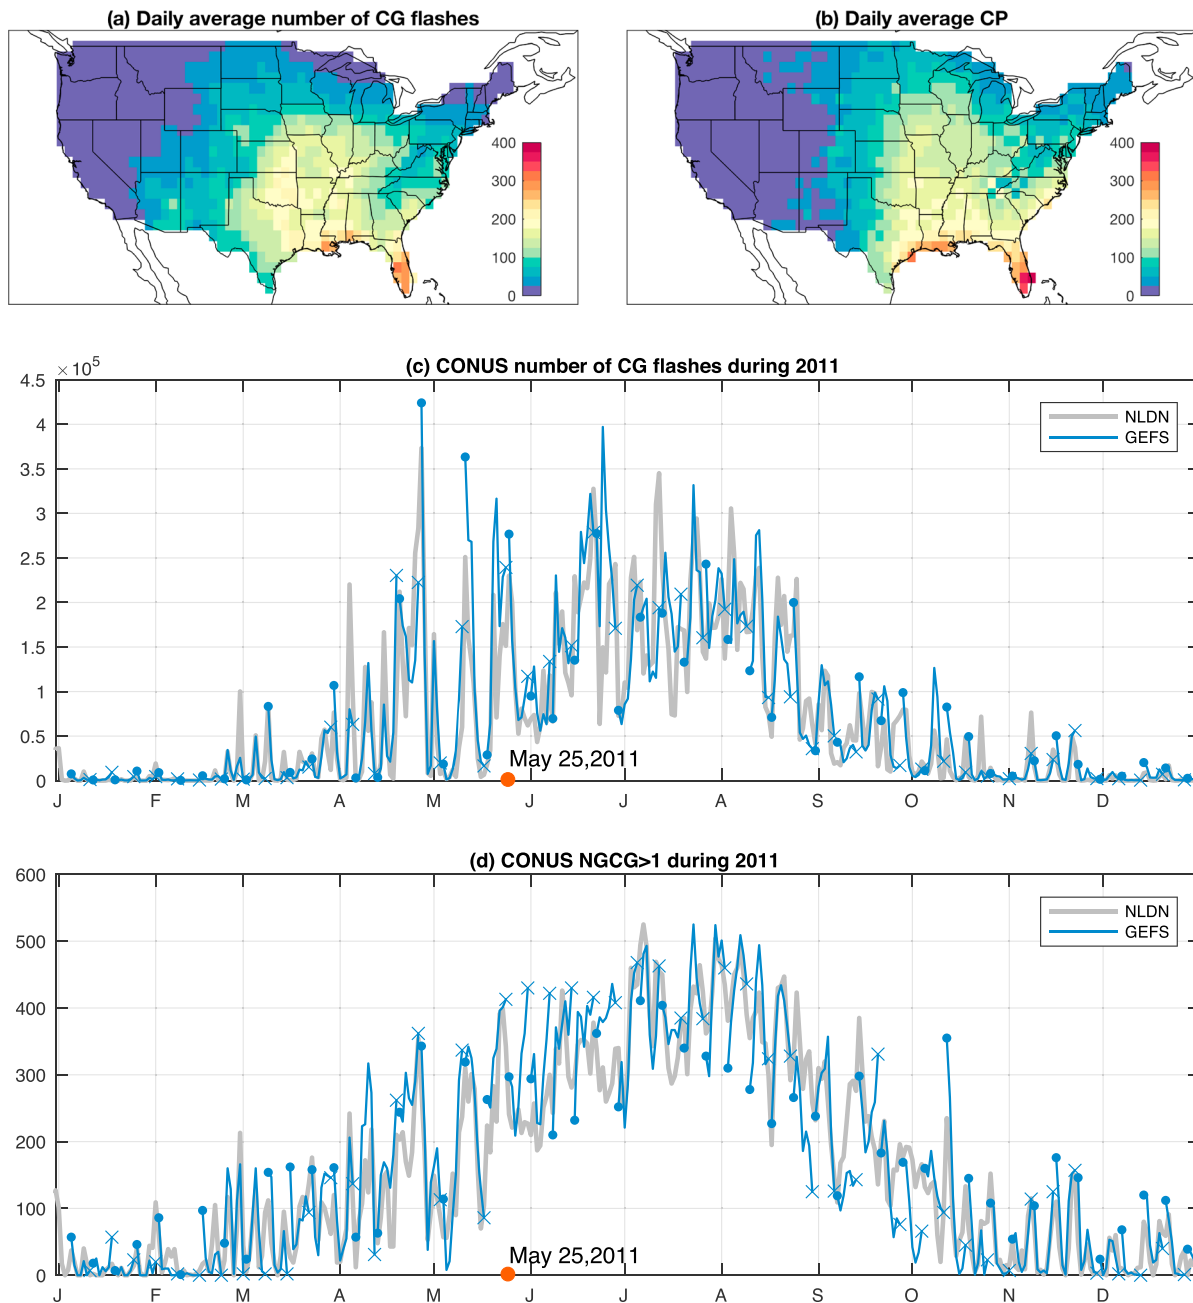 (a) Daily average number of CG flashes
(b) Daily average CP
400
300
200
100
0
400
300
200
100
0
× 10⁵
(c) CONUS number of CG flashes during 2011
4.5
4
3.5
3
2.5
2
1.5
1
0.5
0
NLDN
GEFS
May 25,2011
J F M A M J J A S O N D
(d) CONUS NGCG>1 during 2011
600
500
400
300
200
100
0
NLDN
GEFS
May 25,2011
J F M A M J J A S O N D